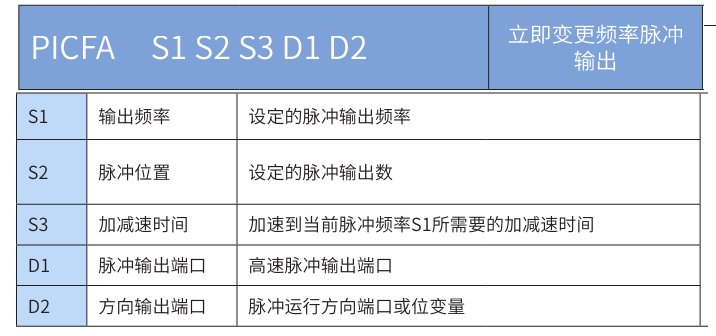 PICFA S1 S2 S3 D1 D2
立即变更频率脉冲
输出
S1 输出频率 设定的脉冲输出频率
S2 脉冲位置 设定的脉冲输出数
S3 加减速时间 加速到当前脉冲频率S1所需要的加减速时间
D1 脉冲输出端口 高速脉冲输出端口
D2 方向输出端口 脉冲运行方向端口或位变量